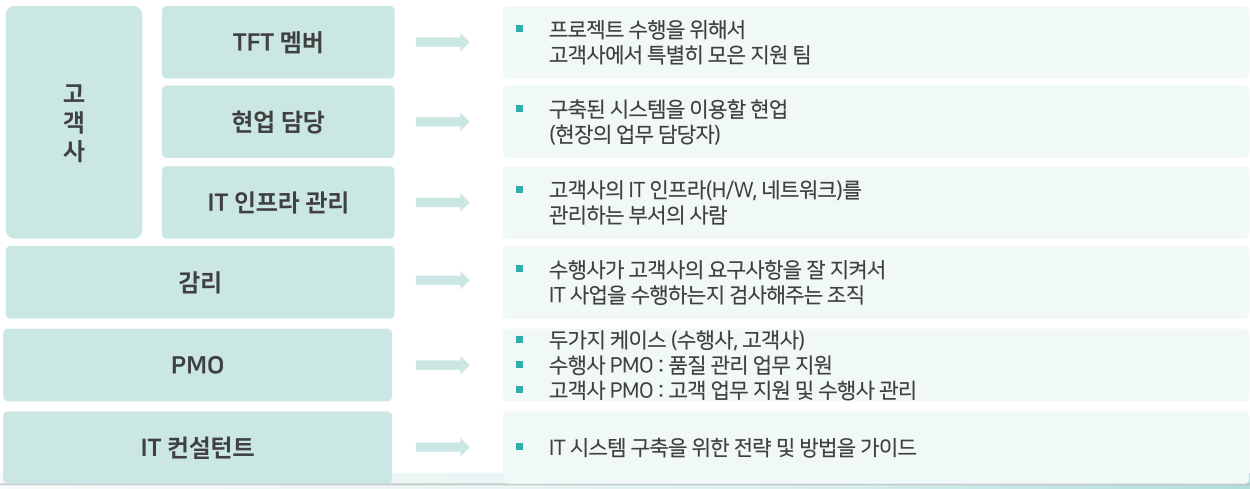 고
객
사
TFT 멤버
프로젝트 수행을 위해서
고객사에서 특별히 모은 지원 팀
현업 담당
구축된 시스템을 이용할 현업
(현장의 업무 담당자)
IT 인프라 관리
고객사의 IT 인프라(H/W, 네트워크)를
관리하는 부서의 사람
감리
수행사가 고객사의 요구사항을 잘 지켜서
IT 사업을 수행하는지 검사해주는 조직
PMO
두가지 케이스 (수행사, 고객사)
수행사 PMO : 품질 관리 업무 지원
고객사 PMO : 고객 업무 지원 및 수행사 관리
IT 컨설턴트
IT 시스템 구축을 위한 전략 및 방법을 가이드